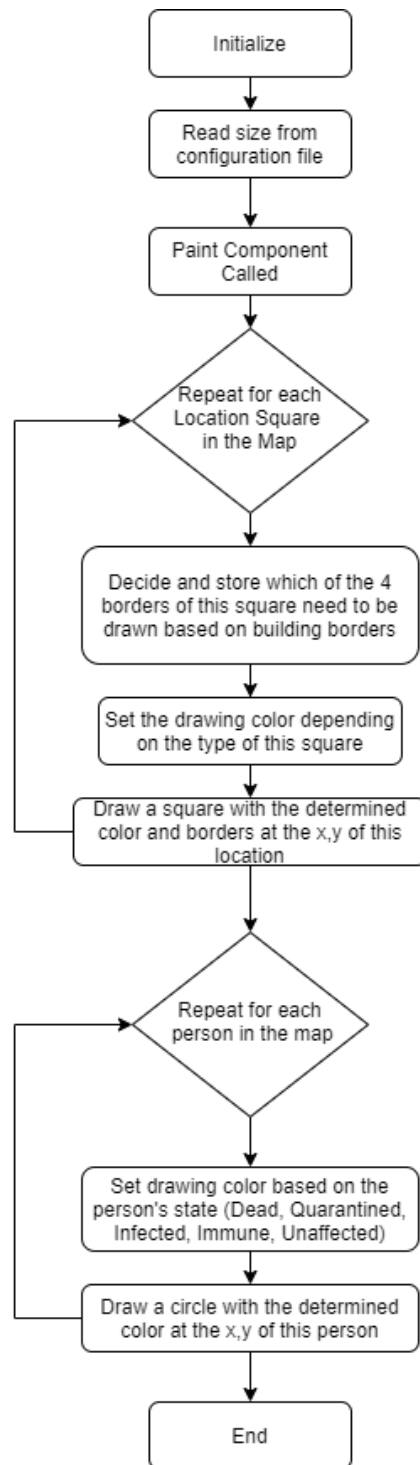 Initialize
Read size from
configuration file
Paint Component
Called
Repeat for each
Location Square
in the Map
Decide and store which of the 4
borders of this square need to be
drawn based on building borders
Set the drawing color depending
on the type of this square
Draw a square with the determined
color and borders at the x,y of this
location
Repeat for each
person in the map
Set drawing color based on the
person's state (Dead, Quarantined,
Infected, Immune, Unaffected)
Draw a circle with the determined
color at the x,y of this person
End